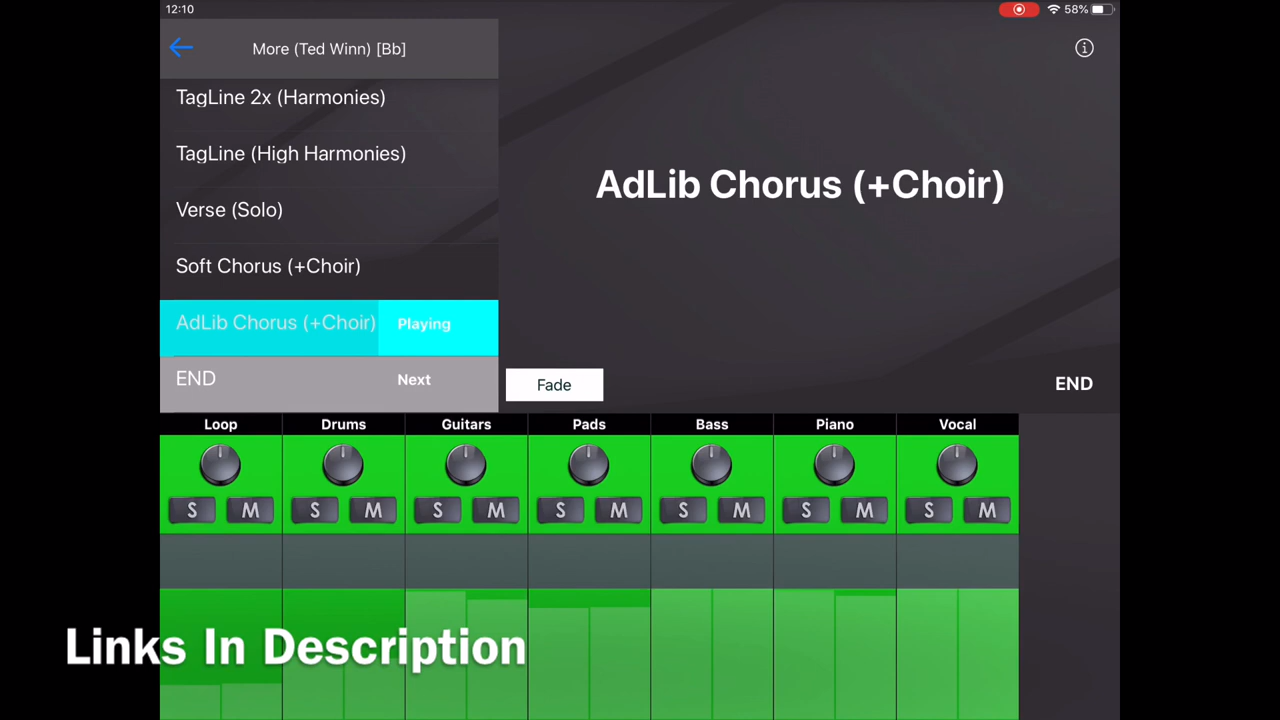 12:10
58%
More (Ted Winn) [Bb]
TagLine 2x (Harmonies)
TagLine (High Harmonies)
Verse (Solo)
Soft Chorus (+Choir)
AdLib Chorus (+Choir) Playing
END Next
AdLib Chorus (+Choir)
Fade
END
Loop Drums Guitars Pads Bass Piano Vocal
S M S M S M S M S M S M S M
Links In Description